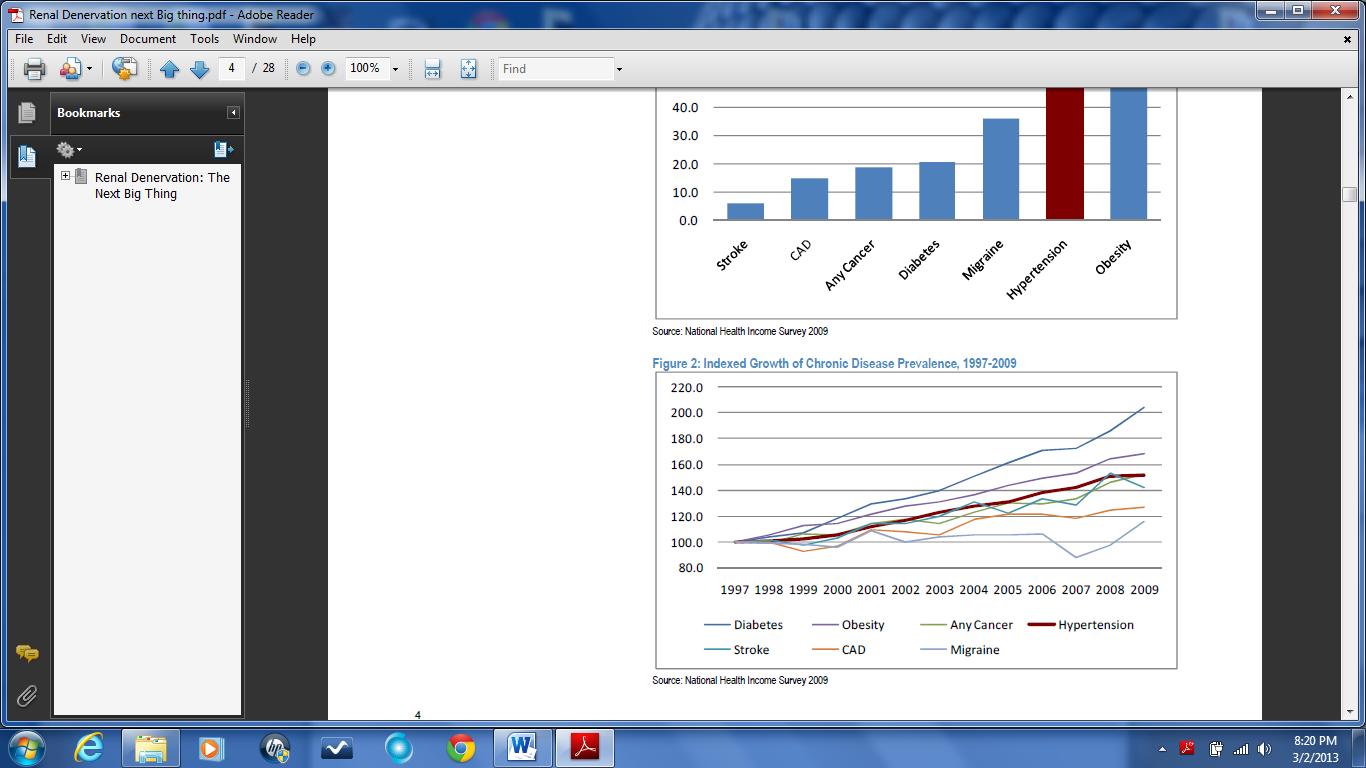 Renal Denervation next Big thing.pdf - Adobe Reader
File Edit View Document Tools Window Help
4 / 28 100% Find
Bookmarks
Renal Denervation: The
Next Big Thing
40.0
30.0
20.0
10.0
0.0
Stroke CAD Any Cancer Diabetes Migraine Hypertension Obesity
Source: National Health Income Survey 2009
Figure 2: Indexed Growth of Chronic Disease Prevalence, 1997-2009
220.0
200.0
180.0
160.0
140.0
120.0
100.0
80.0
1997 1998 1999 2000 2001 2002 2003 2004 2005 2006 2007 2008 2009
Diabetes Obesity Any Cancer Hypertension
Stroke CAD Migraine
Source: National Health Income Survey 2009
4
8:20 PM
3/2/2013